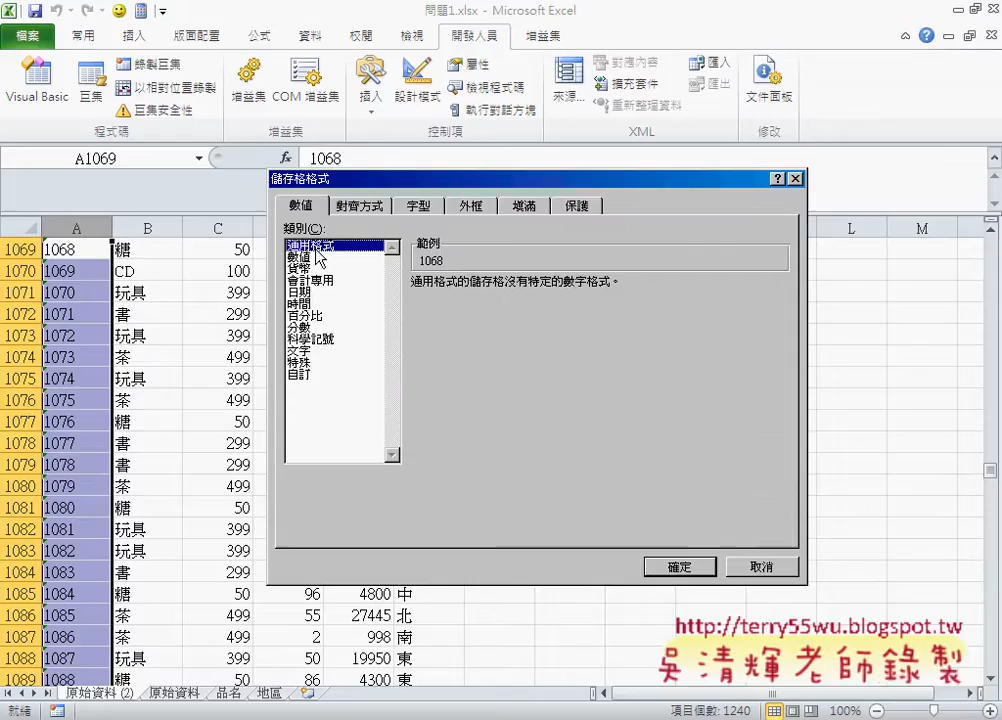 問題1.xlsx - Microsoft Excel
檔案 常用 插入 版面配置 公式 資料 校閱 檢視 開發人員 增益集
Visual Basic 巨集 錄製巨集 以相對位置錄製 巨集安全性 增益集 COM 增益集 插入 設計模式 屬性 檢視程式碼 執行對話方塊 來源... 對應內容 擴充套件 重新整理資料 匯入 匯出 文件面板
程式碼 增益集 控制項 XML 修改
A1069 fx 1068
儲存格格式
數值 對齊方式 字型 外框 填滿 保護
類別(C):
通用格式
數值
貨幣
會計專用
日期
時間
百分比
分數
科學記號
文字
特殊
自訂
範例
1068
通用格式的儲存格沒有特定的數字格式。
確定 取消
A B C L M
1069 1068 糖 50
1070 1069 CD 100
1071 1070 玩具 399
1072 1071 書 299
1073 1072 玩具 399
1074 1073 茶 499
1075 1074 玩具 399
1076 1075 茶 499
1077 1076 糖 50
1078 1077 書 299
1079 1078 書 299
1080 1079 茶 499
1081 1080 糖 50
1082 1081 玩具 399
1083 1082 玩具 399
1084 1083 書 299
1085 1084 糖 50 96 4800 中
1086 1085 茶 499 55 27445 北
1087 1086 茶 499 2 998 南
1088 1087 玩具 399 50 19950 東
1089 1088 糖 50 86 4300 東
http://terry55wu.blogspot.tw
吳清輝老師錄製
原始資料 (2) 原始資料 品名 地區
就緒 項目個數: 1240 100%